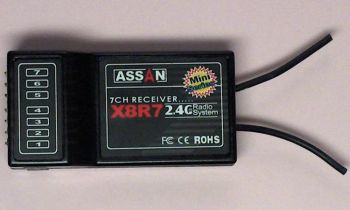 7
6
5
4
3
2
1
ASSAN
Mini
7CH RECEIVER.....
X8R7 2.4G Radio System
FC CE ROHS